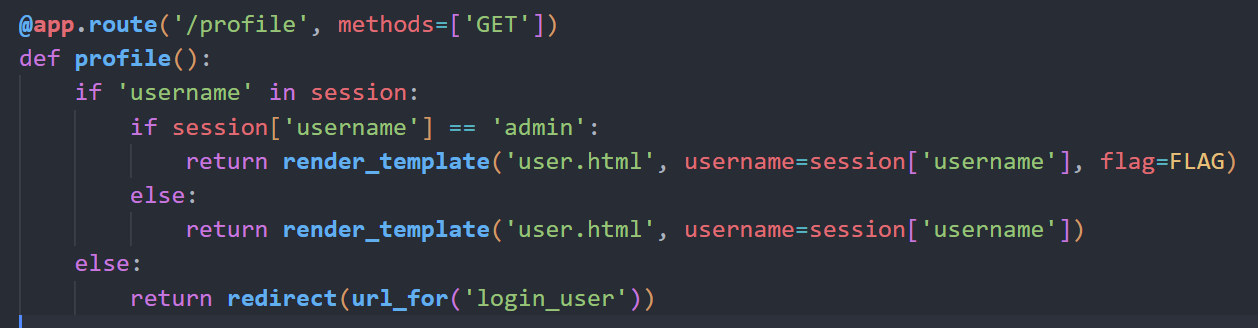 @app.route('/profile', methods=['GET'])
def profile():
    if 'username' in session:
        if session['username'] == 'admin':
            return render_template('user.html', username=session['username'], flag=FLAG)
        else:
            return render_template('user.html', username=session['username'])
    else:
        return redirect(url_for('login_user'))